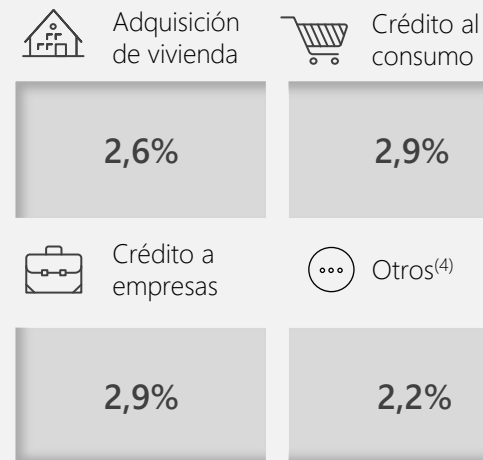 Adquisición
de vivienda
Crédito al
consumo
2,6%
2,9%
Crédito a
empresas
Otros(4)
2,9%
2,2%